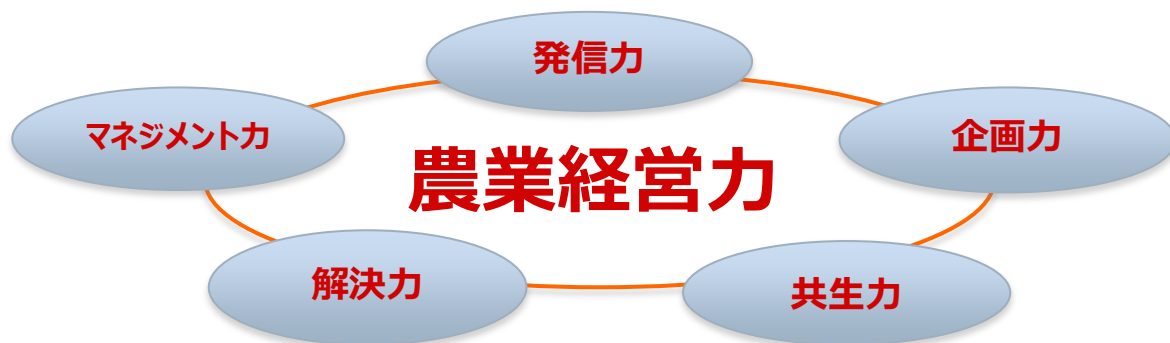 発信力
マネジメント力
企画力
農業経営力
解決力
共生力